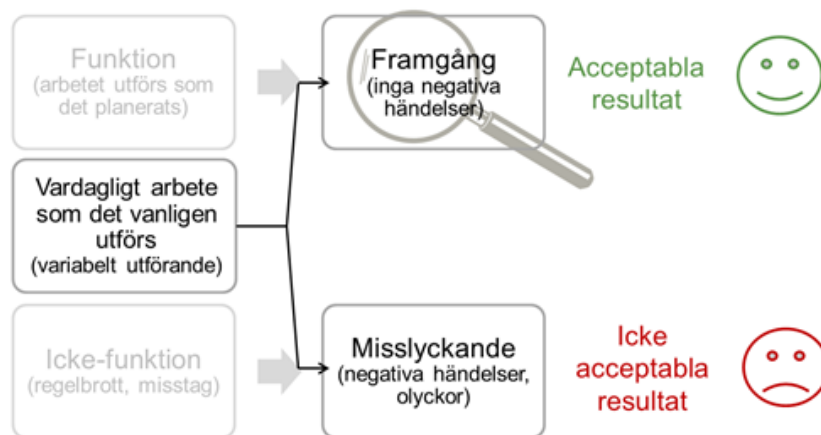 Funktion
(arbetet utförs som
det planerats)
Framgång
(inga negativa
händelser)
Acceptabla
resultat
Vardagligt arbete
som det vanligen
utförs
(variabelt utförande)
Icke-funktion
(regelbrott, misstag)
Misslyckande
(negativa händelser,
olyckor)
Icke
acceptabla
resultat